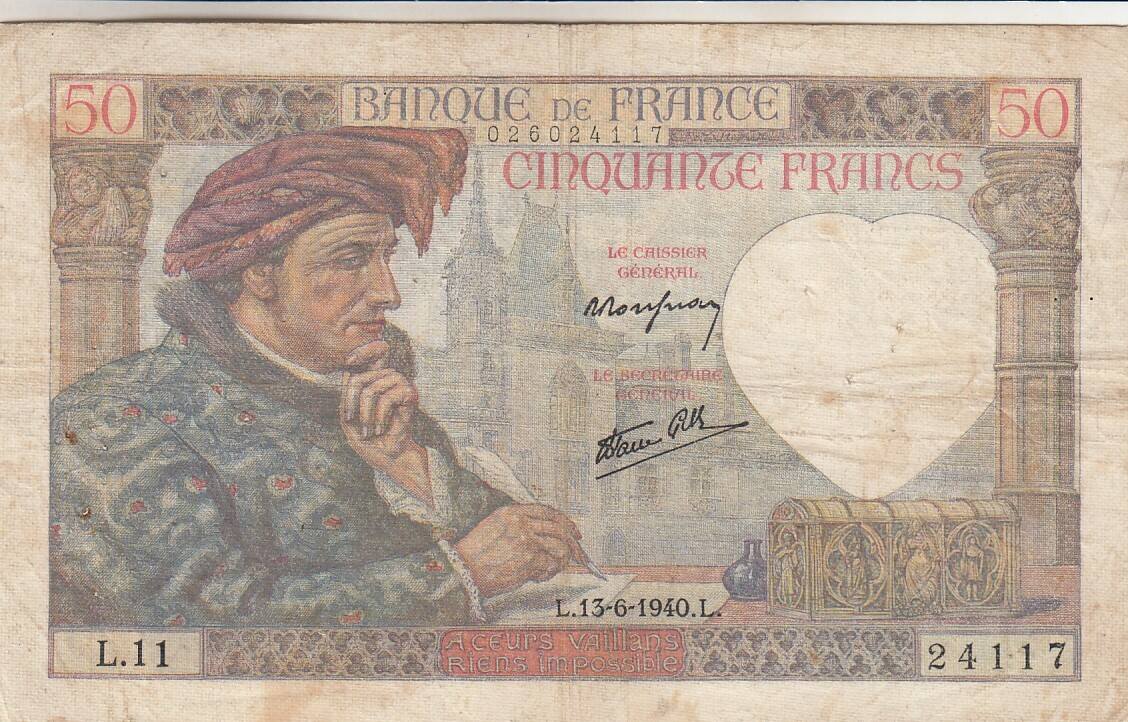 50
BANQUE DE FRANCE
50
026024117
CINQUANTE FRANCS
LE CAISSIER
GÉNÉRAL
LE SECRÉTAIRE
GÉNÉRAL
L.13-6-1940.L.
L.11
A CEURS VAILLANS
RIENS IMPOSSIBLE
24117